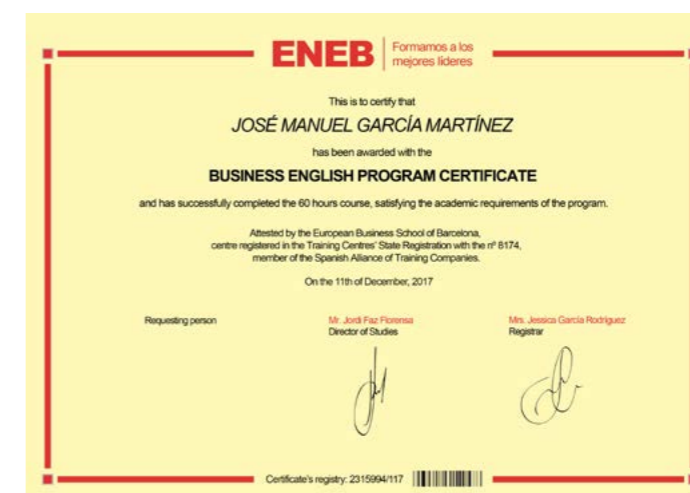 ENEB
Formamos a los
mejores líderes
This is to certify that
JOSÉ MANUEL GARCÍA MARTÍNEZ
has been awarded with the
BUSINESS ENGLISH PROGRAM CERTIFICATE
and has successfully completed the 60 hours course, satisfying the academic requirements of the program.
Attested by the European Business School of Barcelona,
centre registered in the Training Centres' State Registration with the nº 8174,
member of the Spanish Alliance of Training Companies.
On the 11th of December, 2017
Requesting person
Mr. Jordi Faz Florensa
Director of Studies
Mrs. Jessica García Rodríguez
Registrar
Certificate's registry: 2315994/117